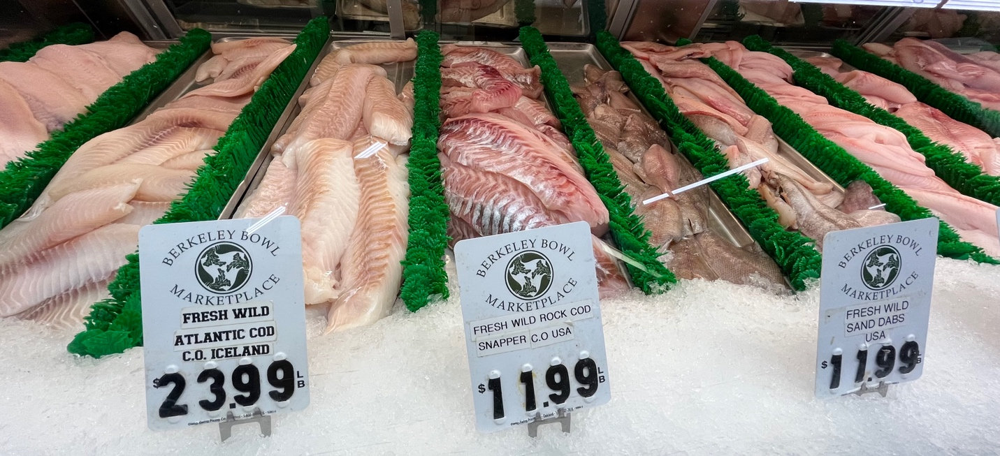 BERKELEY BOWL
MARKETPLACE
FRESH WILD
ATLANTIC COD
C.O. ICELAND
$23.99 LB
BERKELEY BOWL
MARKETPLACE
FRESH WILD ROCK COD
SNAPPER C.O USA
$11.99 LB
BERKELEY BOWL
MARKETPLACE
FRESH WILD
SAND DABS
USA
$11.99 LB